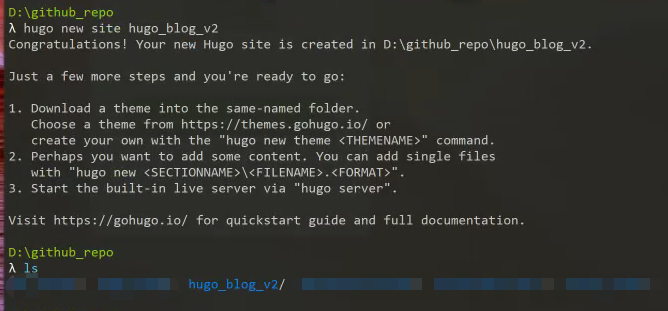 D:\github_repo
λ hugo new site hugo_blog_v2
Congratulations! Your new Hugo site is created in D:\github_repo\hugo_blog_v2.
Just a few more steps and you're ready to go:
1. Download a theme into the same-named folder.
Choose a theme from https://themes.gohugo.io/ or
create your own with the "hugo new theme <THEMENAME>" command.
2. Perhaps you want to add some content. You can add single files
with "hugo new <SECTIONNAME>\<FILENAME>.<FORMAT>".
3. Start the built-in live server via "hugo server".
Visit https://gohugo.io/ for quickstart guide and full documentation.
D:\github_repo
λ ls
hugo_blog_v2/